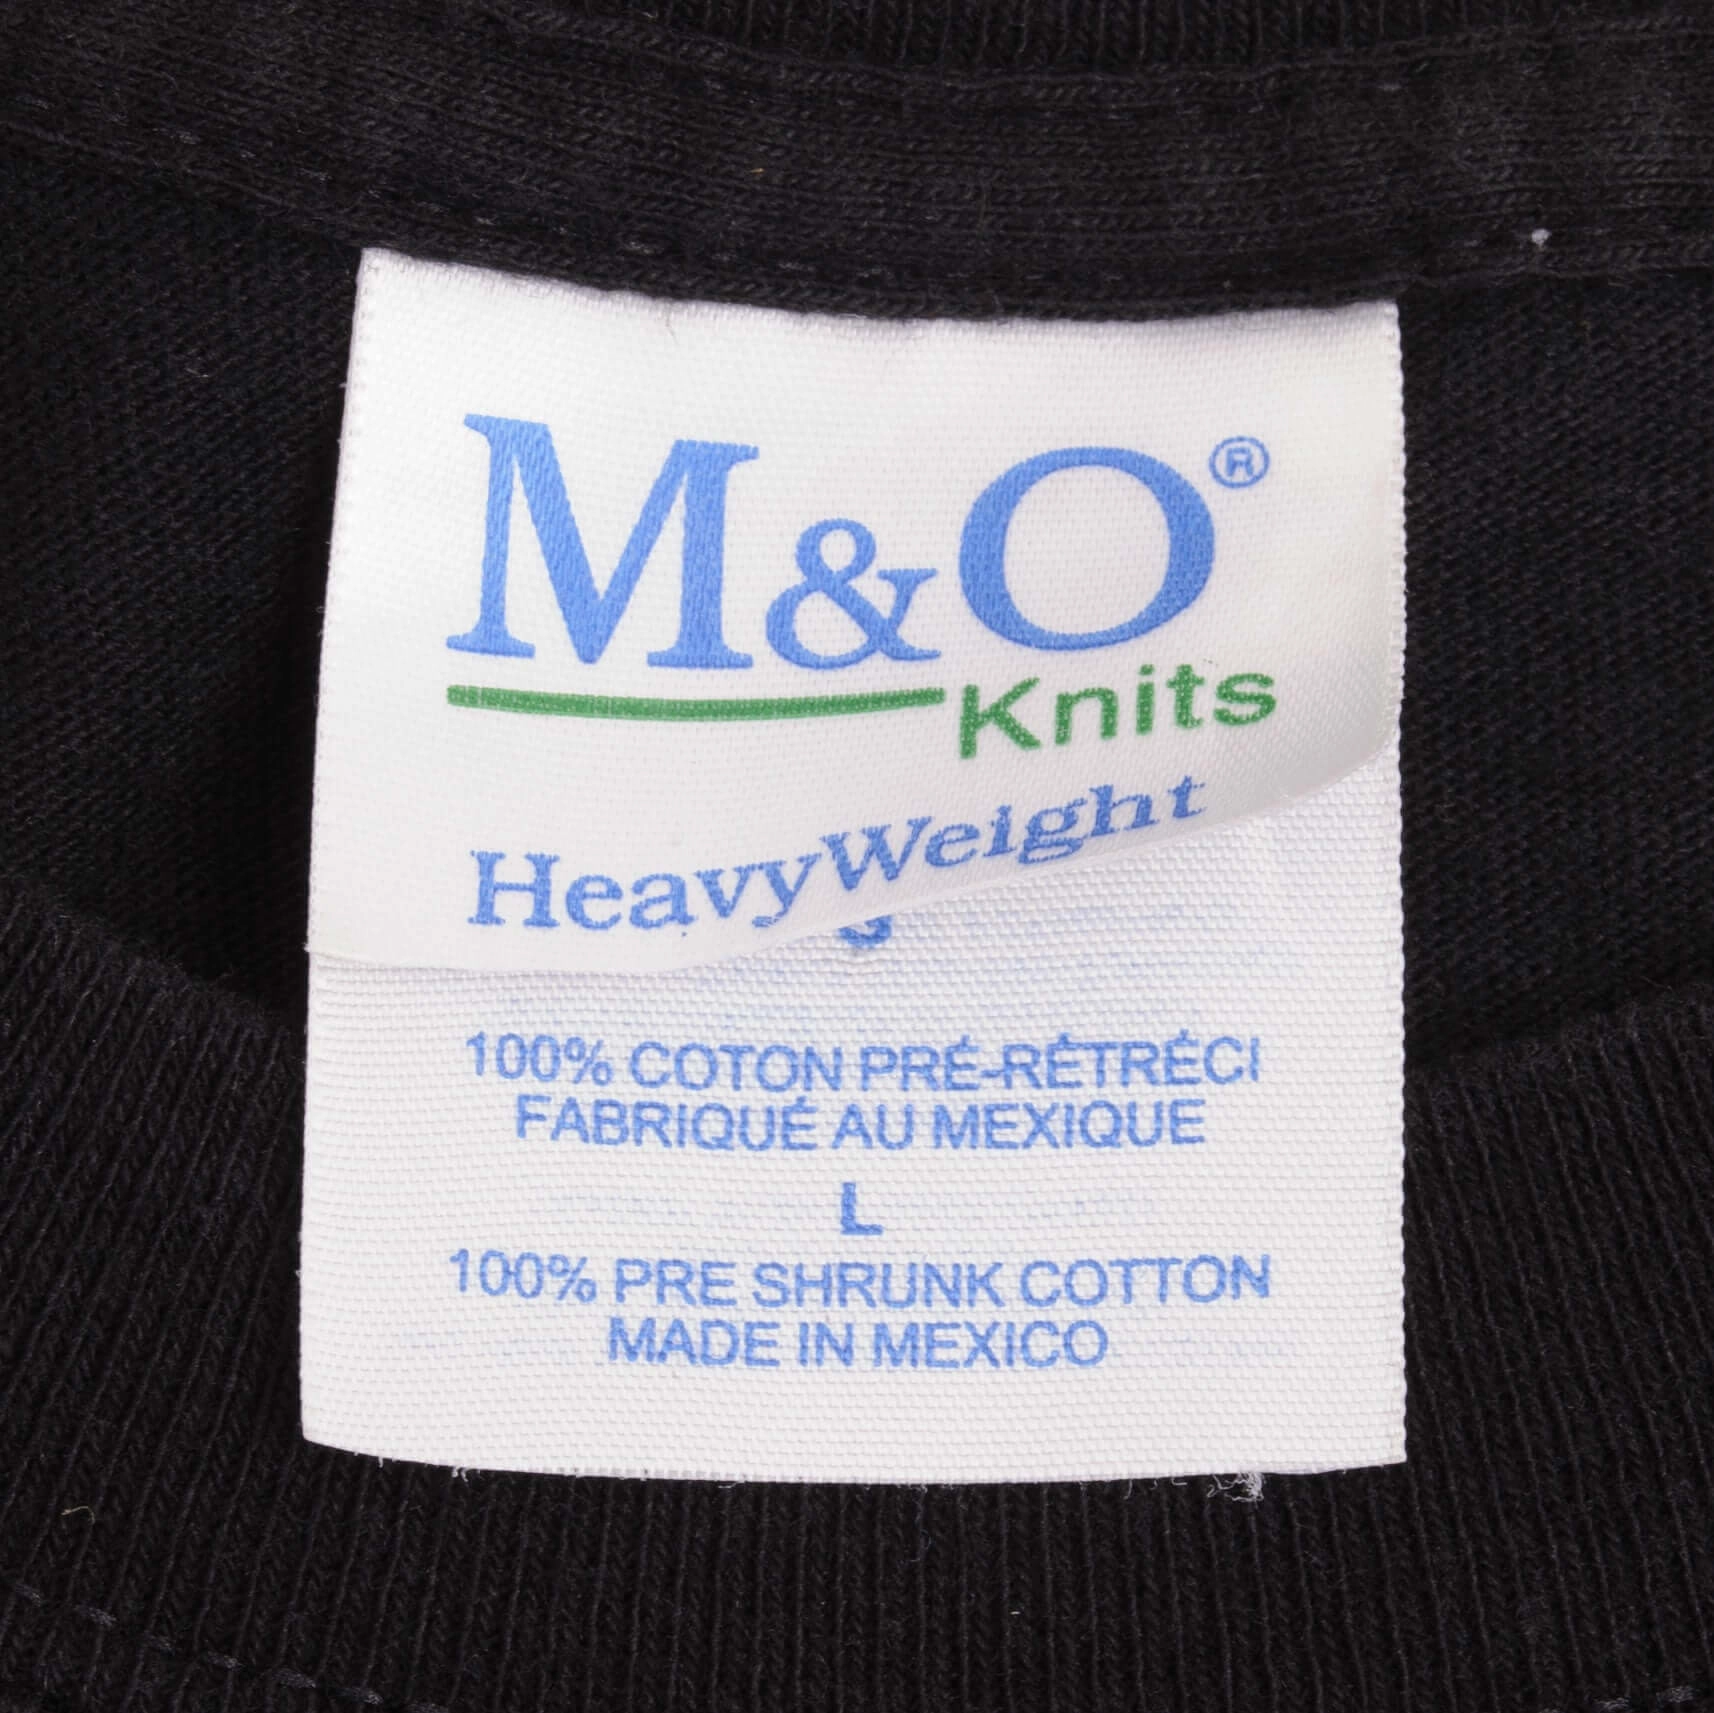 M&O®
Knits
HeavyWeight
100% COTON PRÉ-RÉTRÉCI
FABRIQUÉ AU MEXIQUE
L
100% PRE SHRUNK COTTON
MADE IN MEXICO